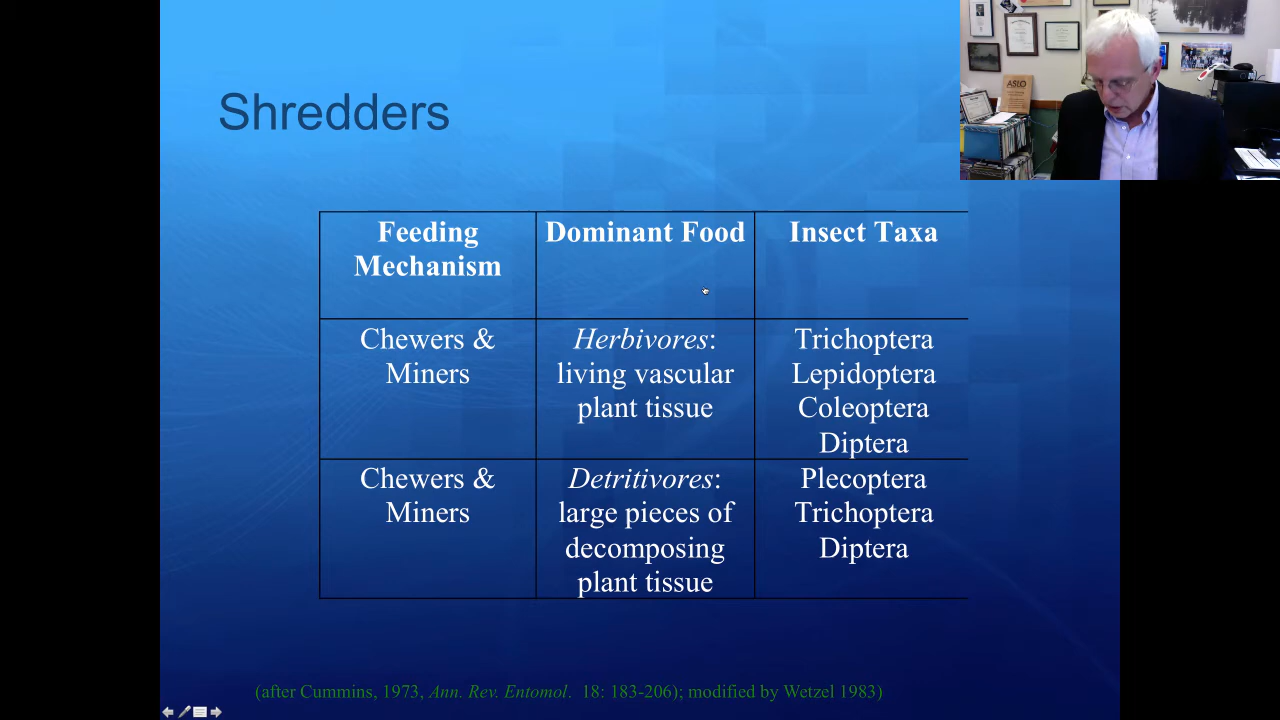 Shredders
ASLO
Feeding
Mechanism
Dominant Food
Insect Taxa
Chewers &
Miners
Herbivores:
living vascular
plant tissue
Trichoptera
Lepidoptera
Coleoptera
Diptera
Chewers &
Miners
Detritivores:
large pieces of
decomposing
plant tissue
Plecoptera
Trichoptera
Diptera
(after Cummins, 1973, Ann. Rev. Entomol.  18: 183-206); modified by Wetzel 1983)